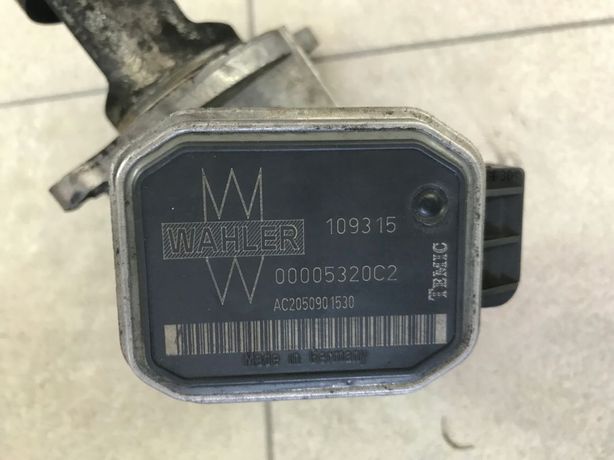 WAHLER
109315
00005320C2
AC2050901530
TEMIC
Made in Germany